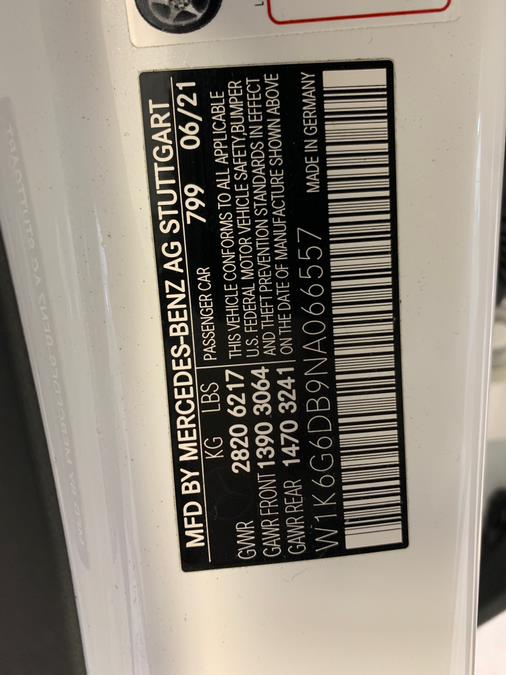 MFD BY MERCEDES-BENZ AG STUTTGART
799 06/21
KG LBS PASSENGER CAR
GVWR 2820 6217
GAWR FRONT 1390 3064
GAWR REAR 1470 3241
THIS VEHICLE CONFORMS TO ALL APPLICABLE
U.S. FEDERAL MOTOR VEHICLE SAFETY,BUMPER
AND THEFT PREVENTION STANDARDS IN EFFECT
ON THE DATE OF MANUFACTURE SHOWN ABOVE
W1K6G6DB9NA066557 MADE IN GERMANY